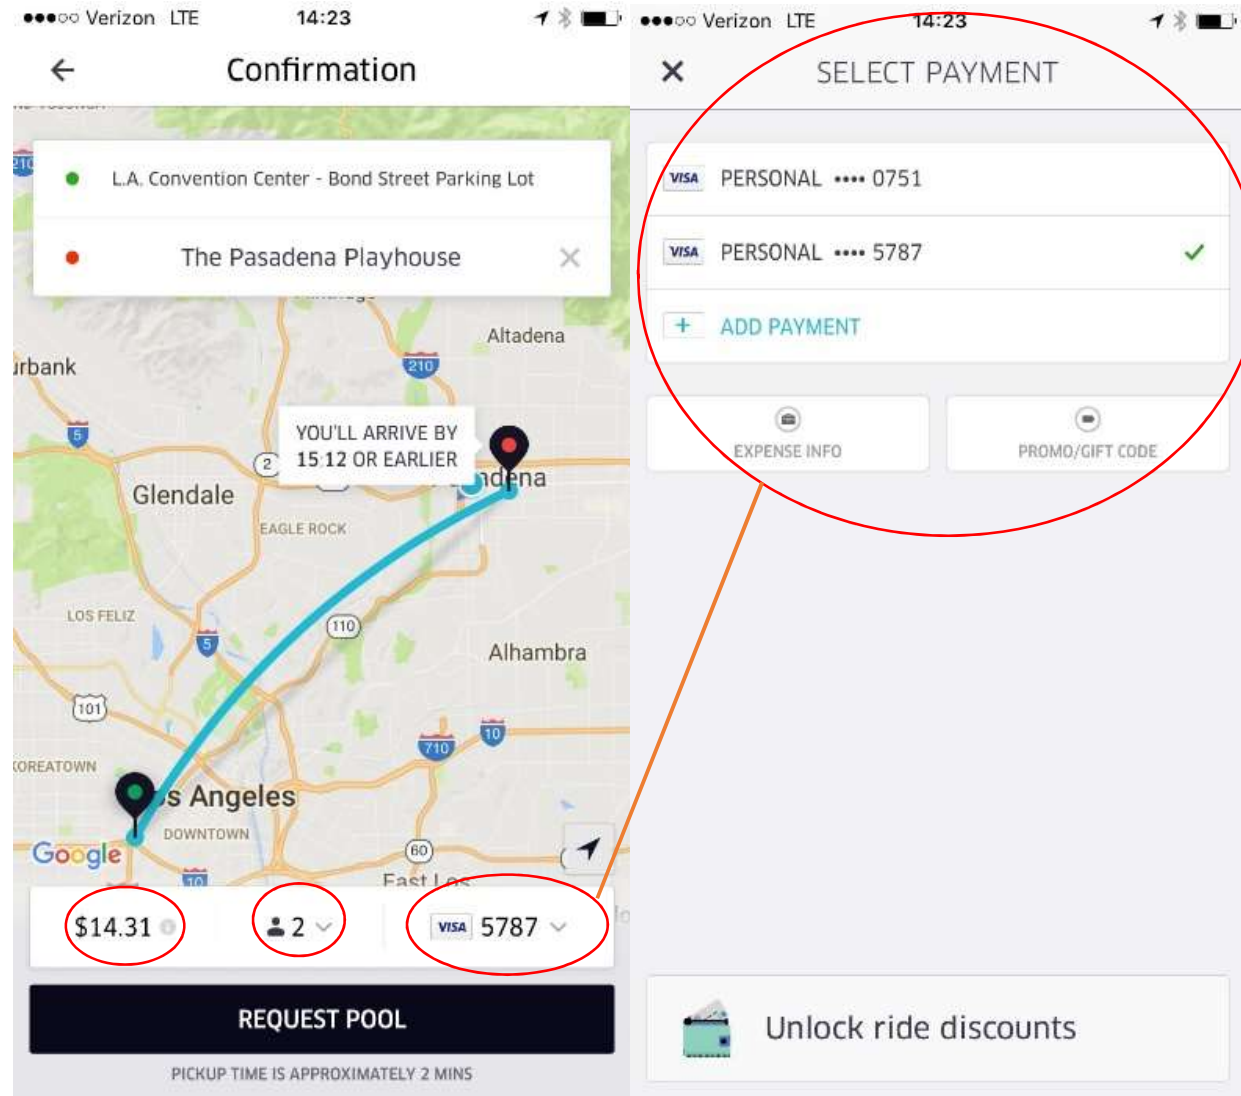 Verizon LTE 14:23
Confirmation
210
L.A. Convention Center - Bond Street Parking Lot
The Pasadena Playhouse
Altadena
210
5
YOU'LL ARRIVE BY
15:12 OR EARLIER
2
Glendale
EAGLE ROCK
LOS FELIZ
110
5
Alhambra
101
10
710
KOREATOWN
Los Angeles
DOWNTOWN
60
Google
10
East Los
$14.31
2
VISA 5787
REQUEST POOL
PICKUP TIME IS APPROXIMATELY 2 MINS
Verizon LTE 14:23
SELECT PAYMENT
VISA PERSONAL •••• 0751
VISA PERSONAL •••• 5787
+ ADD PAYMENT
EXPENSE INFO
PROMO/GIFT CODE
Unlock ride discounts